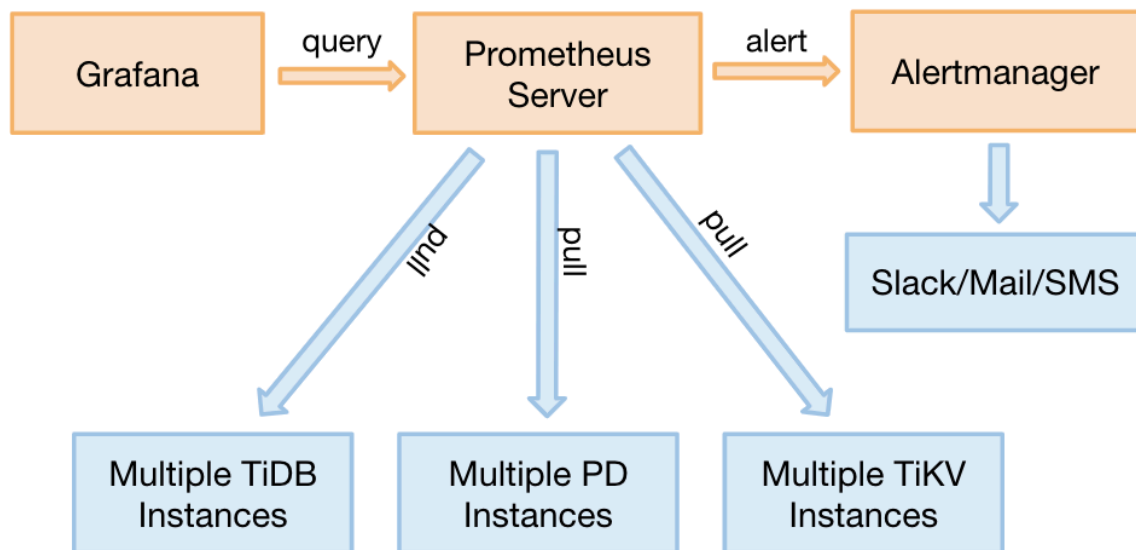 Grafana
query
Prometheus
Server
alert
Alertmanager
pull
pull
pull
Slack/Mail/SMS
Multiple TiDB
Instances
Multiple PD
Instances
Multiple TiKV
Instances